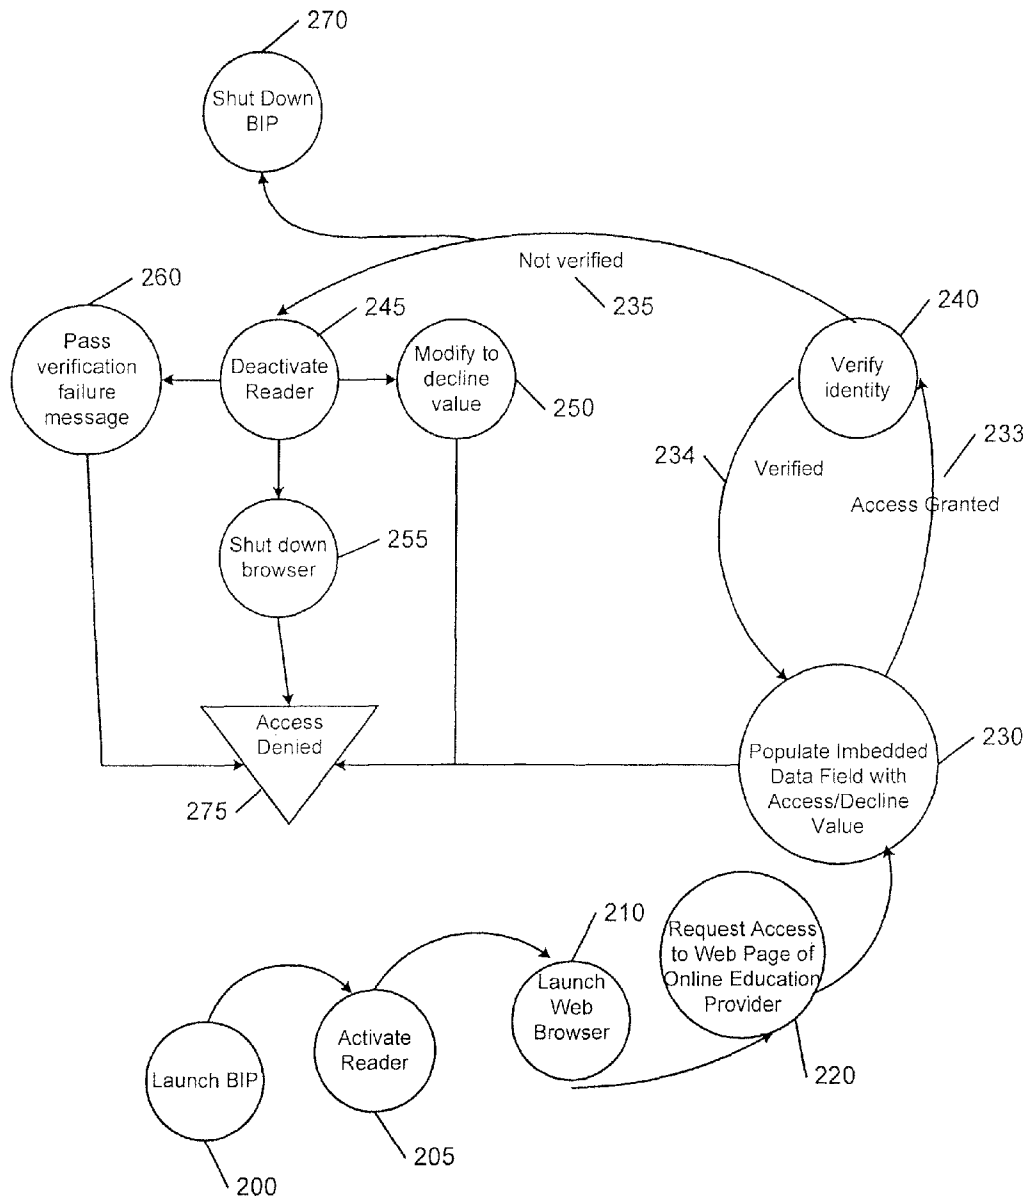 270
Shut Down
BIP
Not verified
235
260
Pass
verification
failure
message
245
Deactivate
Reader
Modify to
decline
value
250
240
Verify
identity
233
234
Verified
Access Granted
Shut down
browser
255
Access
Denied
275
230
Populate Imbedded
Data Field with
Access/Decline
Value
210
Request Access
to Web Page of
Online Education
Provider
220
Launch
Web
Browser
Activate
Reader
205
Launch BIP
200